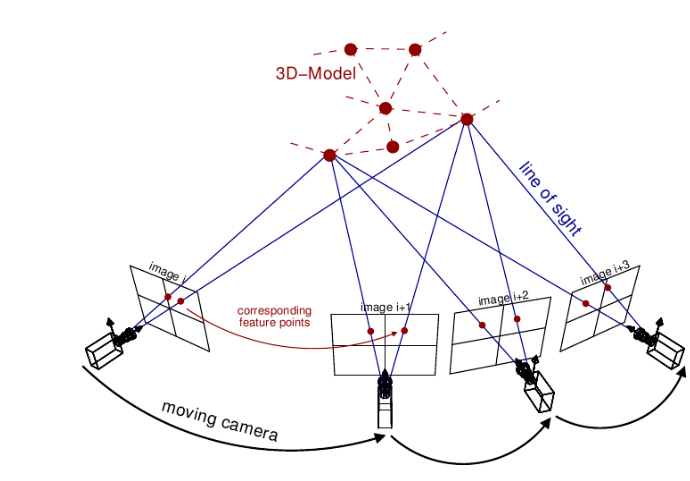 3D–Model
line of sight
image i
image i+1
image i+2
image i+3
corresponding
feature points
moving camera